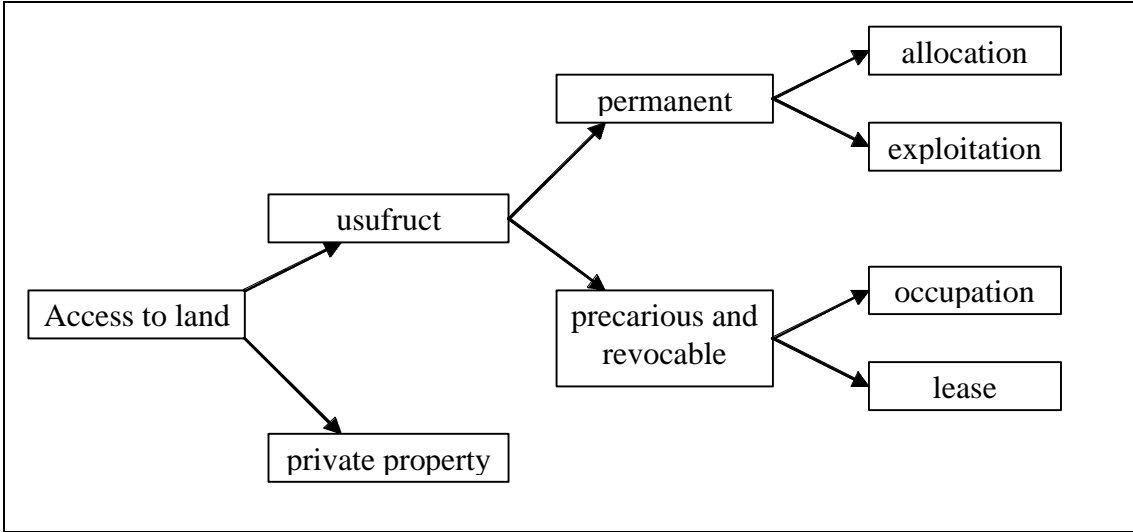 allocation
permanent
exploitation
usufruct
Access to land
precarious and
revocable
occupation
lease
private property